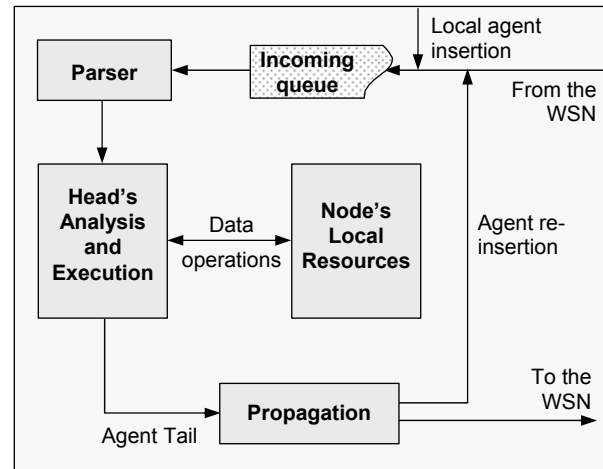 Local agent
insertion
Incoming
queue
Parser
From the
WSN
Head's
Analysis
and
Execution
Data
operations
Node's
Local
Resources
Agent re-
insertion
To the
WSN
Propagation
Agent Tail